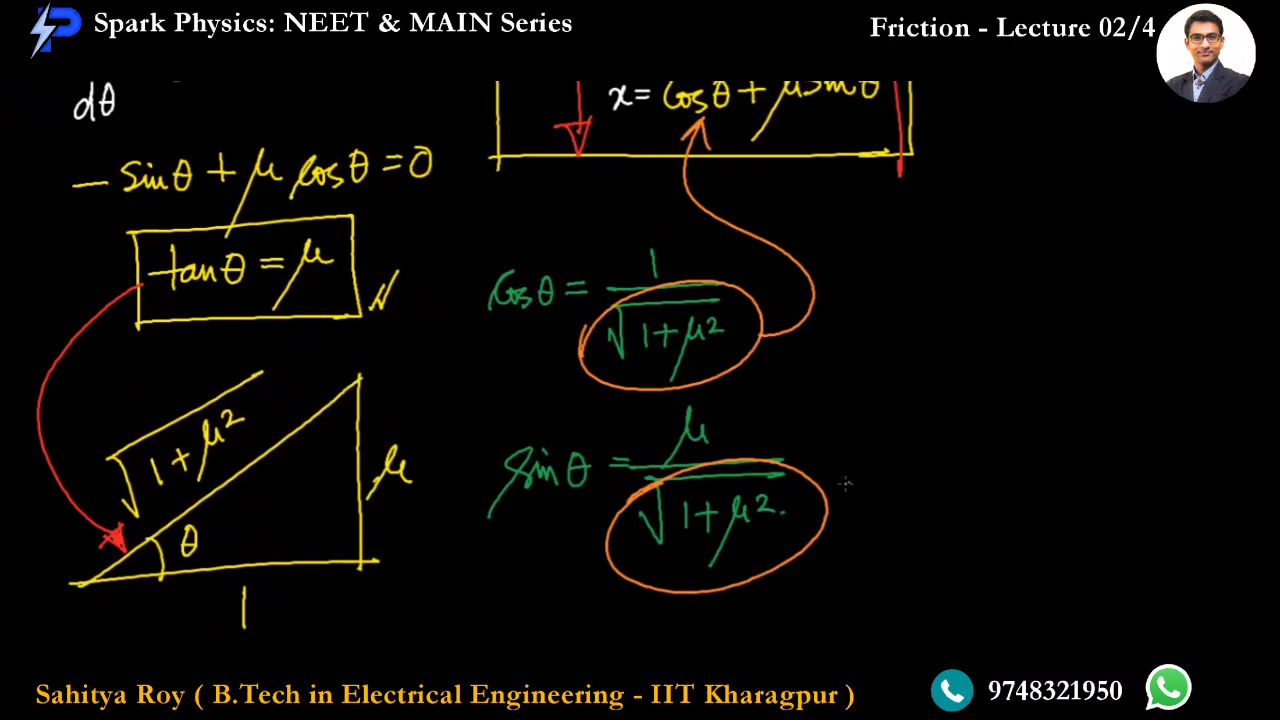 Spark Physics: NEET & MAIN Series
Friction - Lecture 02/4
dθ
x = cosθ + μ sinθ
- sinθ + μ cosθ = 0
tanθ = μ
cosθ = 1/√(1+μ²)
√(1+μ²)
μ
θ
1
sinθ = μ/√(1+μ²).
Sahitya Roy ( B.Tech in Electrical Engineering - IIT Kharagpur )
9748321950